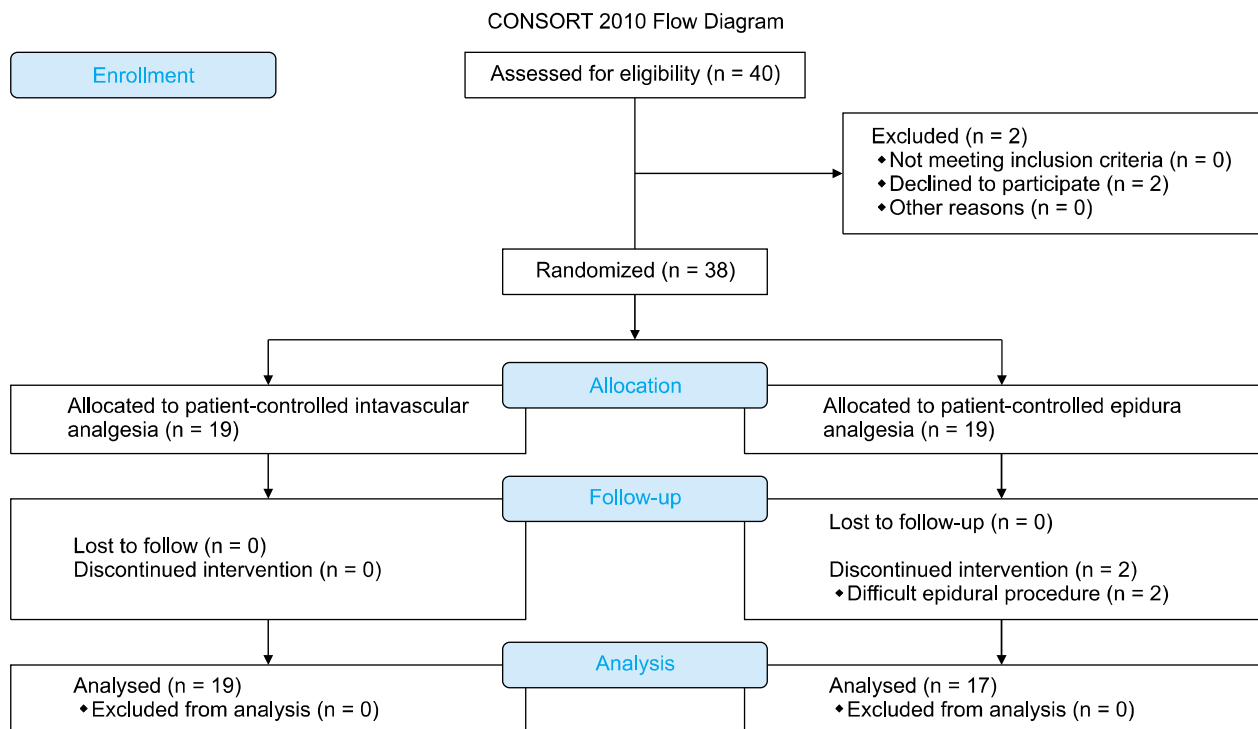 CONSORT 2010 Flow Diagram
Enrollment
Assessed for eligibility (n = 40)
Excluded (n = 2)
◆Not meeting inclusion criteria (n = 0)
◆Declined to participate (n = 2)
◆Other reasons (n = 0)
Randomized (n = 38)
Allocation
Allocated to patient-controlled intavascular
analgesia (n = 19)
Allocated to patient-controlled epidura
analgesia (n = 19)
Follow-up
Lost to follow (n = 0)
Discontinued intervention (n = 0)
Lost to follow-up (n = 0)
Discontinued intervention (n = 2)
◆Difficult epidural procedure (n = 2)
Analysis
Analysed (n = 19)
◆Excluded from analysis (n = 0)
Analysed (n = 17)
◆Excluded from analysis (n = 0)